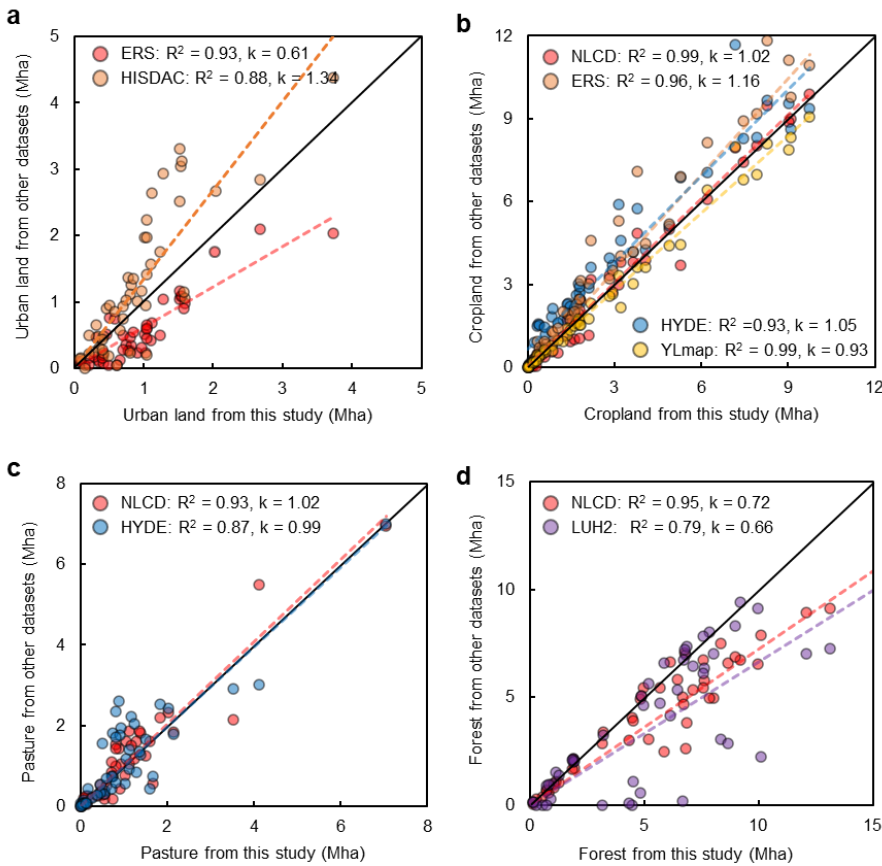 a
5
4
3
2
1
0
0
1
2
3
4
5
Urban land from other datasets (Mha)
Urban land from this study (Mha)
ERS: R² = 0.93, k = 0.61
HISDAC: R² = 0.88, k = 1.34
b
12
9
6
3
0
0
3
6
9
12
Cropland from other datasets (Mha)
Cropland from this study (Mha)
NLCD: R² = 0.99, k = 1.02
ERS: R² = 0.96, k = 1.16
HYDE: R² =0.93, k = 1.05
YLmap: R² = 0.99, k = 0.93
c
8
6
4
2
0
0
2
4
6
8
Pasture from other datasets (Mha)
Pasture from this study (Mha)
NLCD: R² = 0.93, k = 1.02
HYDE: R² = 0.87, k = 0.99
d
15
10
5
0
0
5
10
15
Forest from other datasets (Mha)
Forest from this study (Mha)
NLCD: R² = 0.95, k = 0.72
LUH2: R² = 0.79, k = 0.66